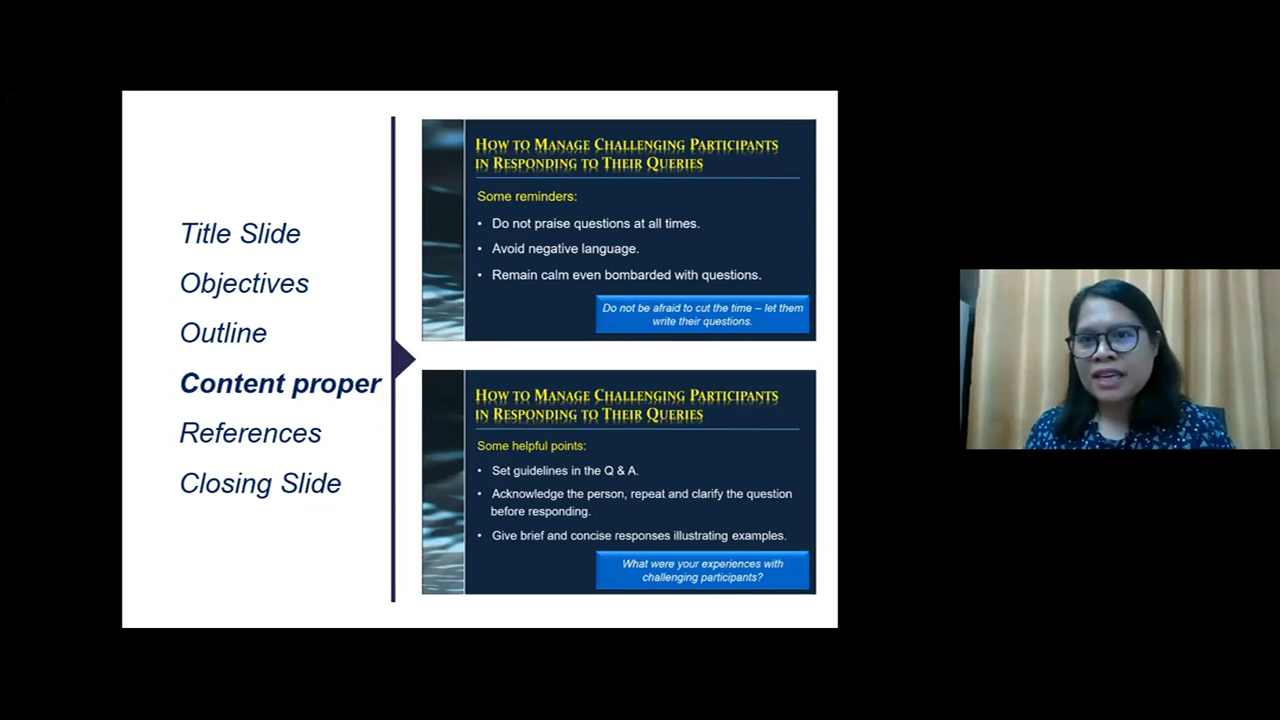 Title Slide
Objectives
Outline
Content proper
References
Closing Slide
How to Manage Challenging Participants
in Responding to Their Queries
Some reminders:
• Do not praise questions at all times.
• Avoid negative language.
• Remain calm even bombarded with questions.
Do not be afraid to cut the time – let them
write their questions.
How to Manage Challenging Participants
in Responding to Their Queries
Some helpful points:
• Set guidelines in the Q & A.
• Acknowledge the person, repeat and clarify the question
before responding.
• Give brief and concise responses illustrating examples.
What were your experiences with
challenging participants?